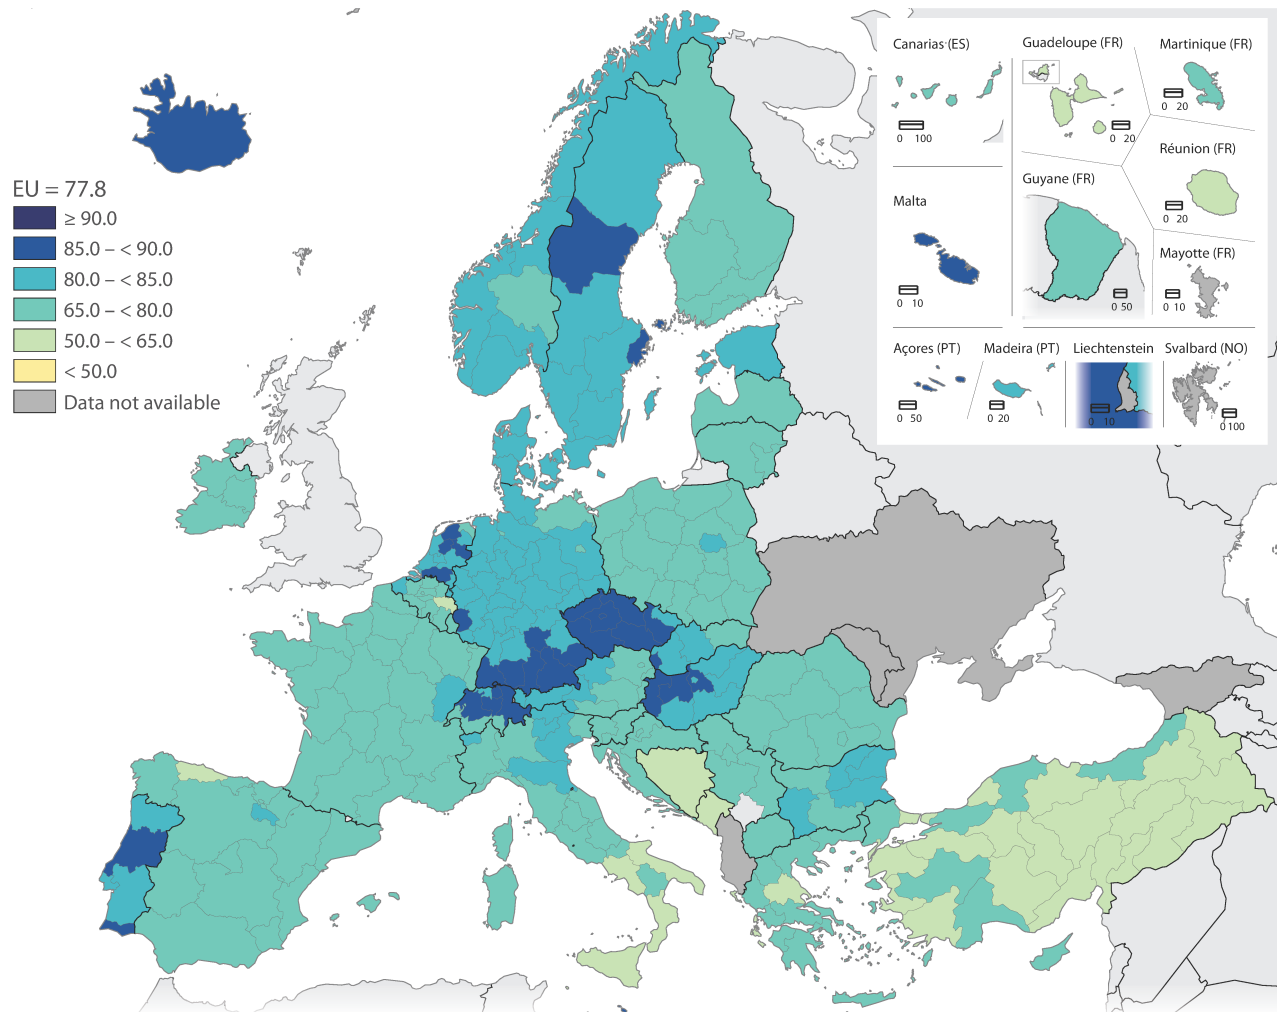 EU = 77.8
≥ 90.0
85.0 – < 90.0
80.0 – < 85.0
65.0 – < 80.0
50.0 – < 65.0
< 50.0
Data not available
Canarias (ES)
0 100
Guadeloupe (FR)
0 20
Martinique (FR)
0 20
Réunion (FR)
0 20
Guyane (FR)
0 50
Malta
0 10
Mayotte (FR)
0 10
Açores (PT)
0 50
Madeira (PT)
0 20
Liechtenstein
0 10
Svalbard (NO)
0 100